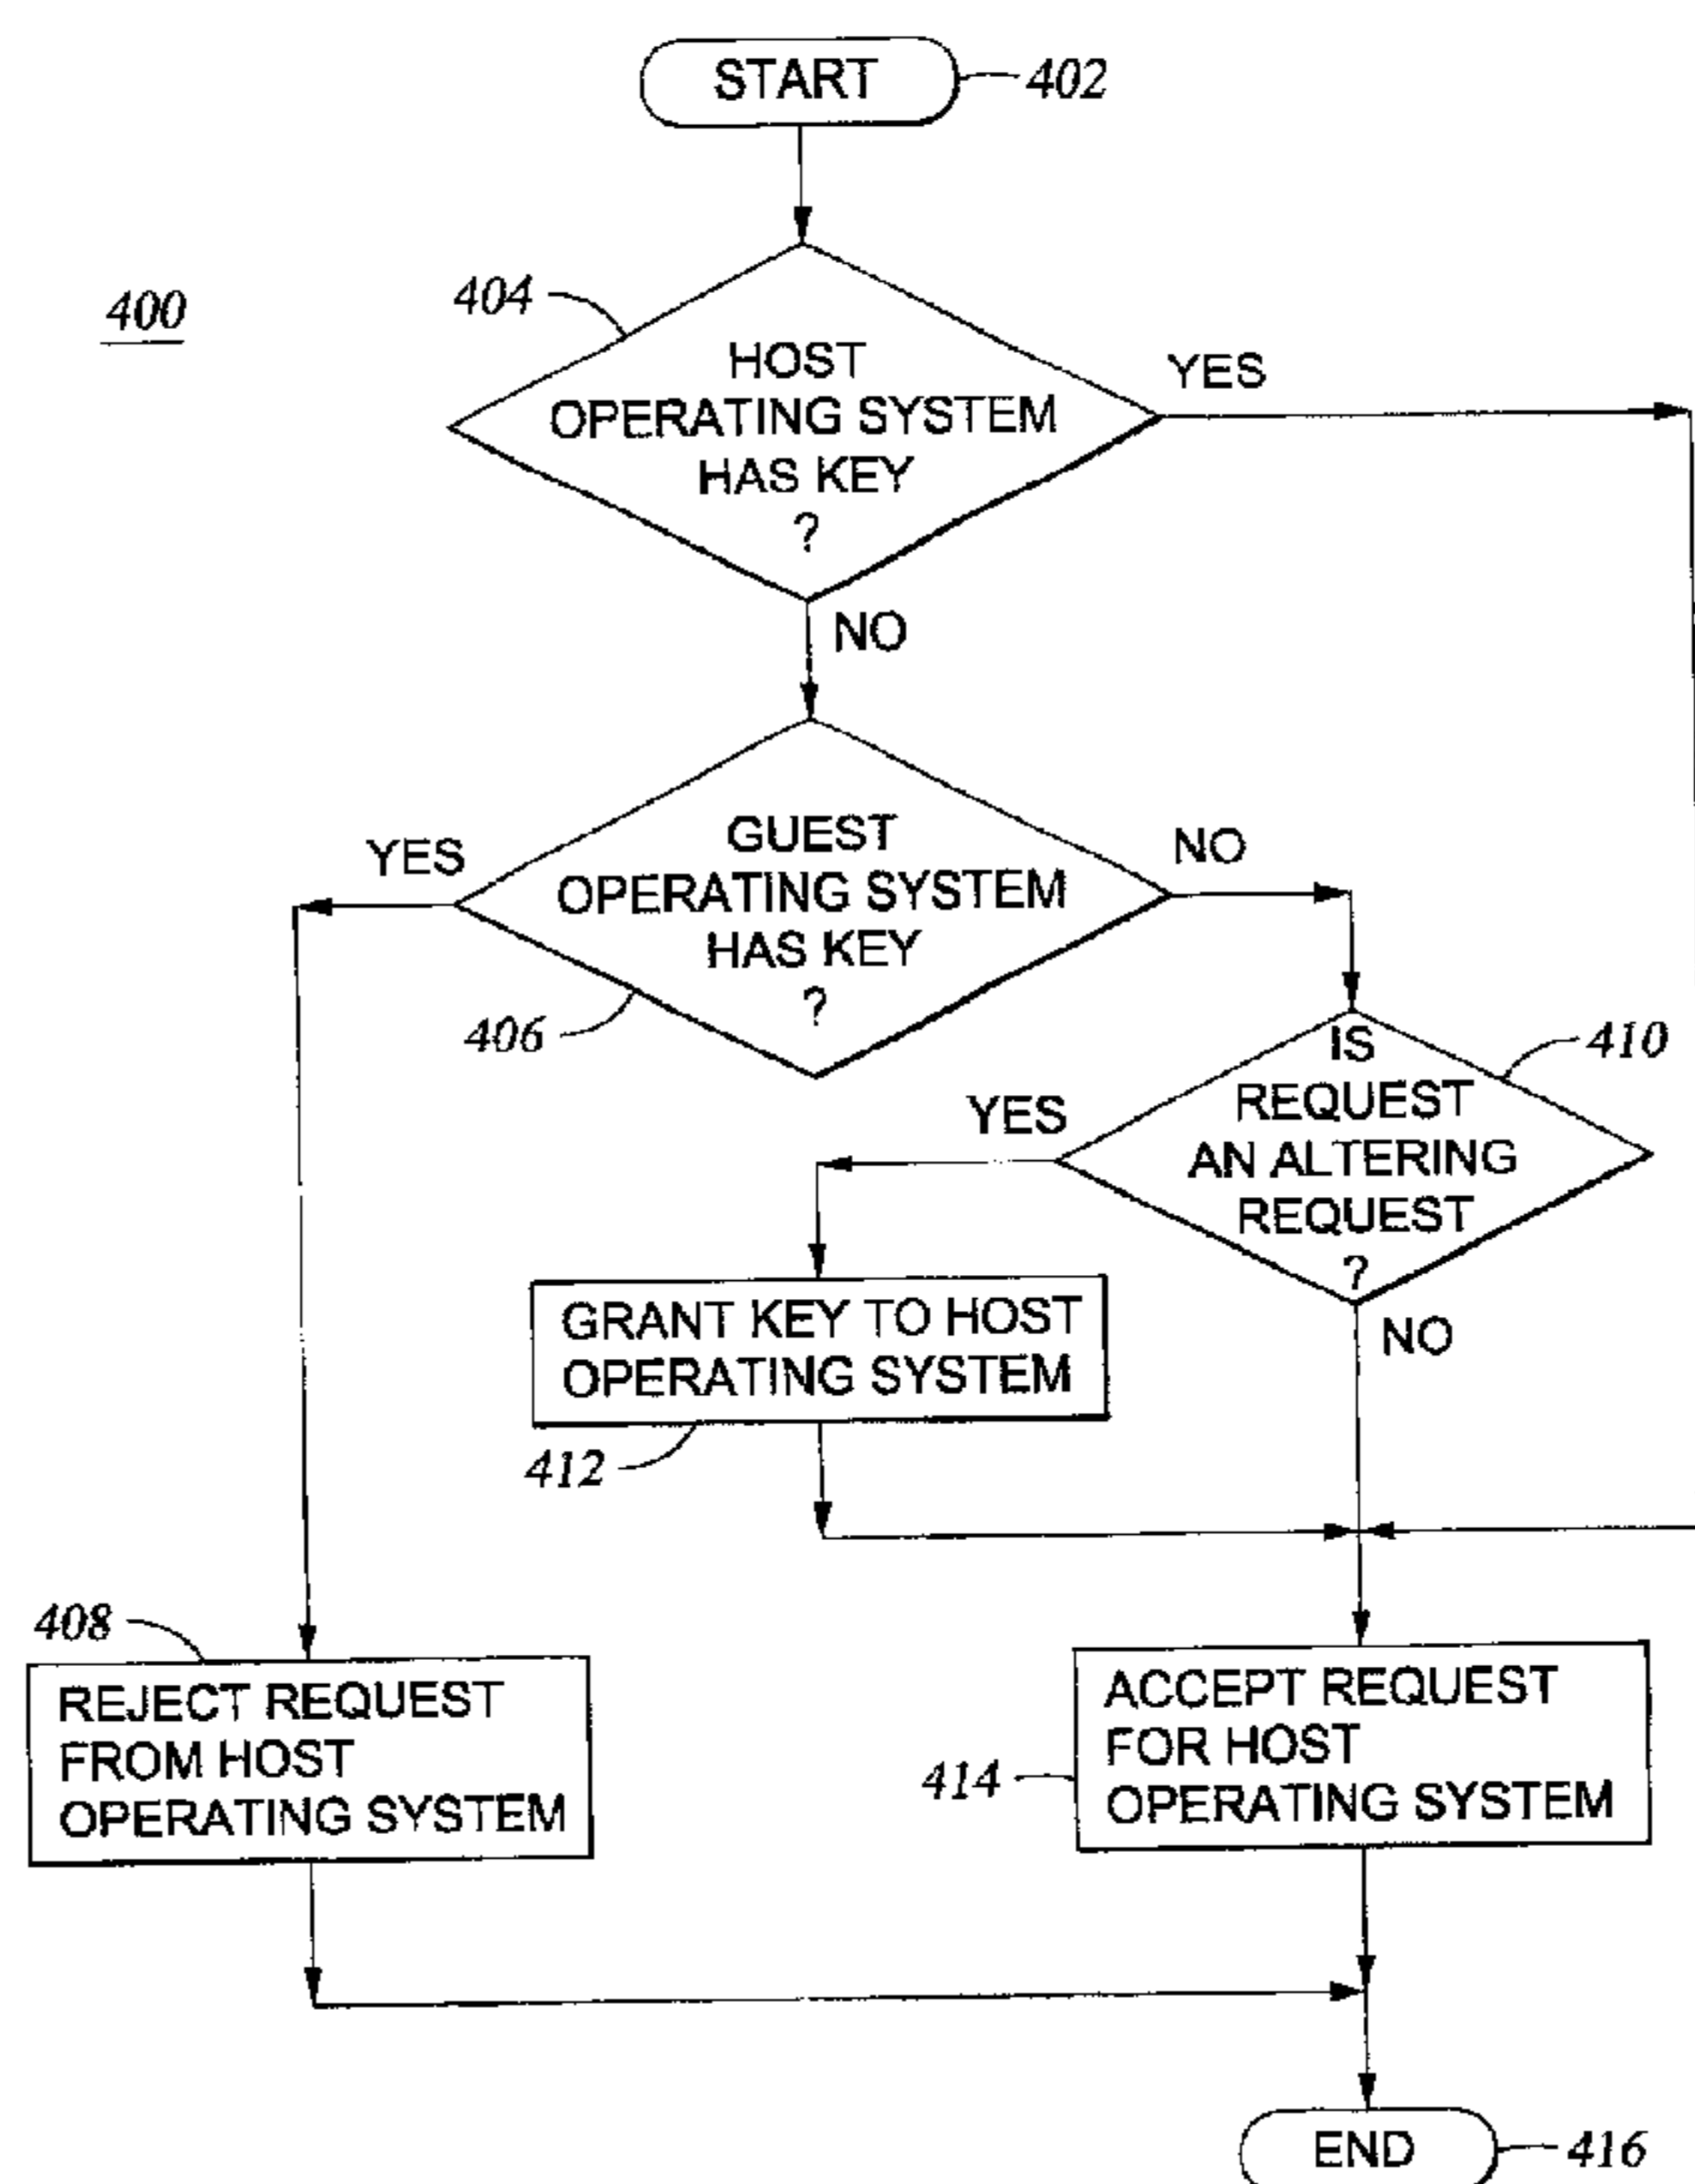 START
402
400
404
HOST
OPERATING SYSTEM
HAS KEY
?
YES
NO
GUEST
OPERATING SYSTEM
HAS KEY
?
YES
NO
406
IS
REQUEST
AN ALTERING
REQUEST
?
410
YES
NO
GRANT KEY TO HOST
OPERATING SYSTEM
412
408
REJECT REQUEST
FROM HOST
OPERATING SYSTEM
ACCEPT REQUEST
FOR HOST
OPERATING SYSTEM
414
END
416